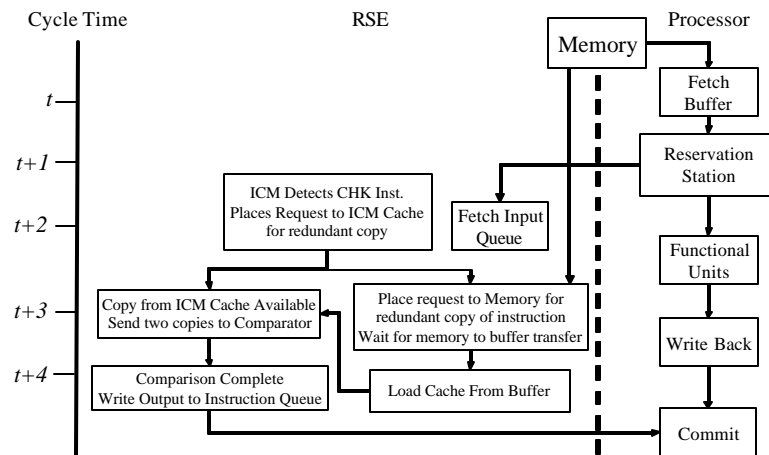 Cycle Time
RSE
Processor
Memory
t
Fetch
Buffer
t+1
Reservation
Station
ICM Detects CHK Inst.
Places Request to ICM Cache
for redundant copy
t+2
Fetch Input
Queue
Functional
Units
t+3
Copy from ICM Cache Available
Send two copies to Comparator
Place request to Memory for
redundant copy of instruction
Wait for memory to buffer transfer
Write Back
t+4
Comparison Complete
Write Output to Instruction Queue
Load Cache From Buffer
Commit